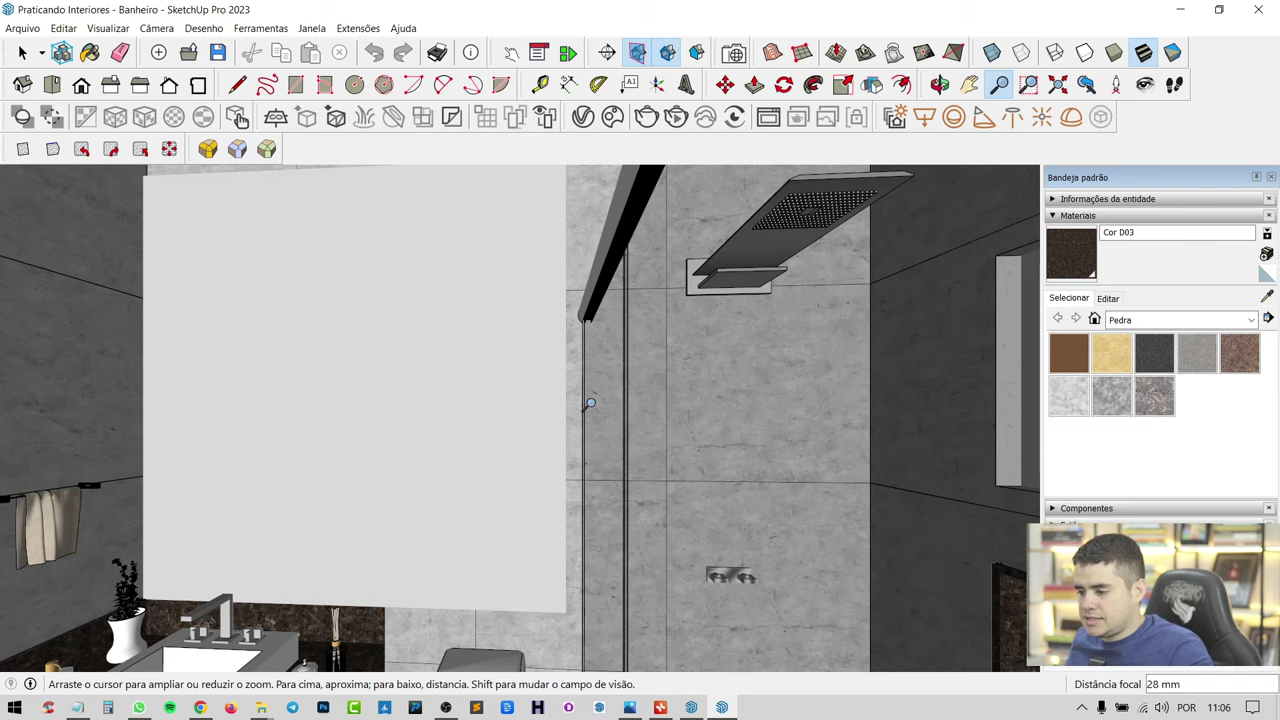 Praticando Interiores - Banheiro - SketchUp Pro 2023
Arquivo Editar Visualizar Câmera Desenho Ferramentas Janela Extensões Ajuda
A1
Bandeja padrão
Informações da entidade
Materiais
Cor D03
Selecionar Editar
Pedra
Componentes
Arraste o cursor para ampliar ou reduzir o zoom. Para cima, aproxima; para baixo, distancia. Shift para mudar o campo de visão.
Distância focal 28 mm
POR 11:06